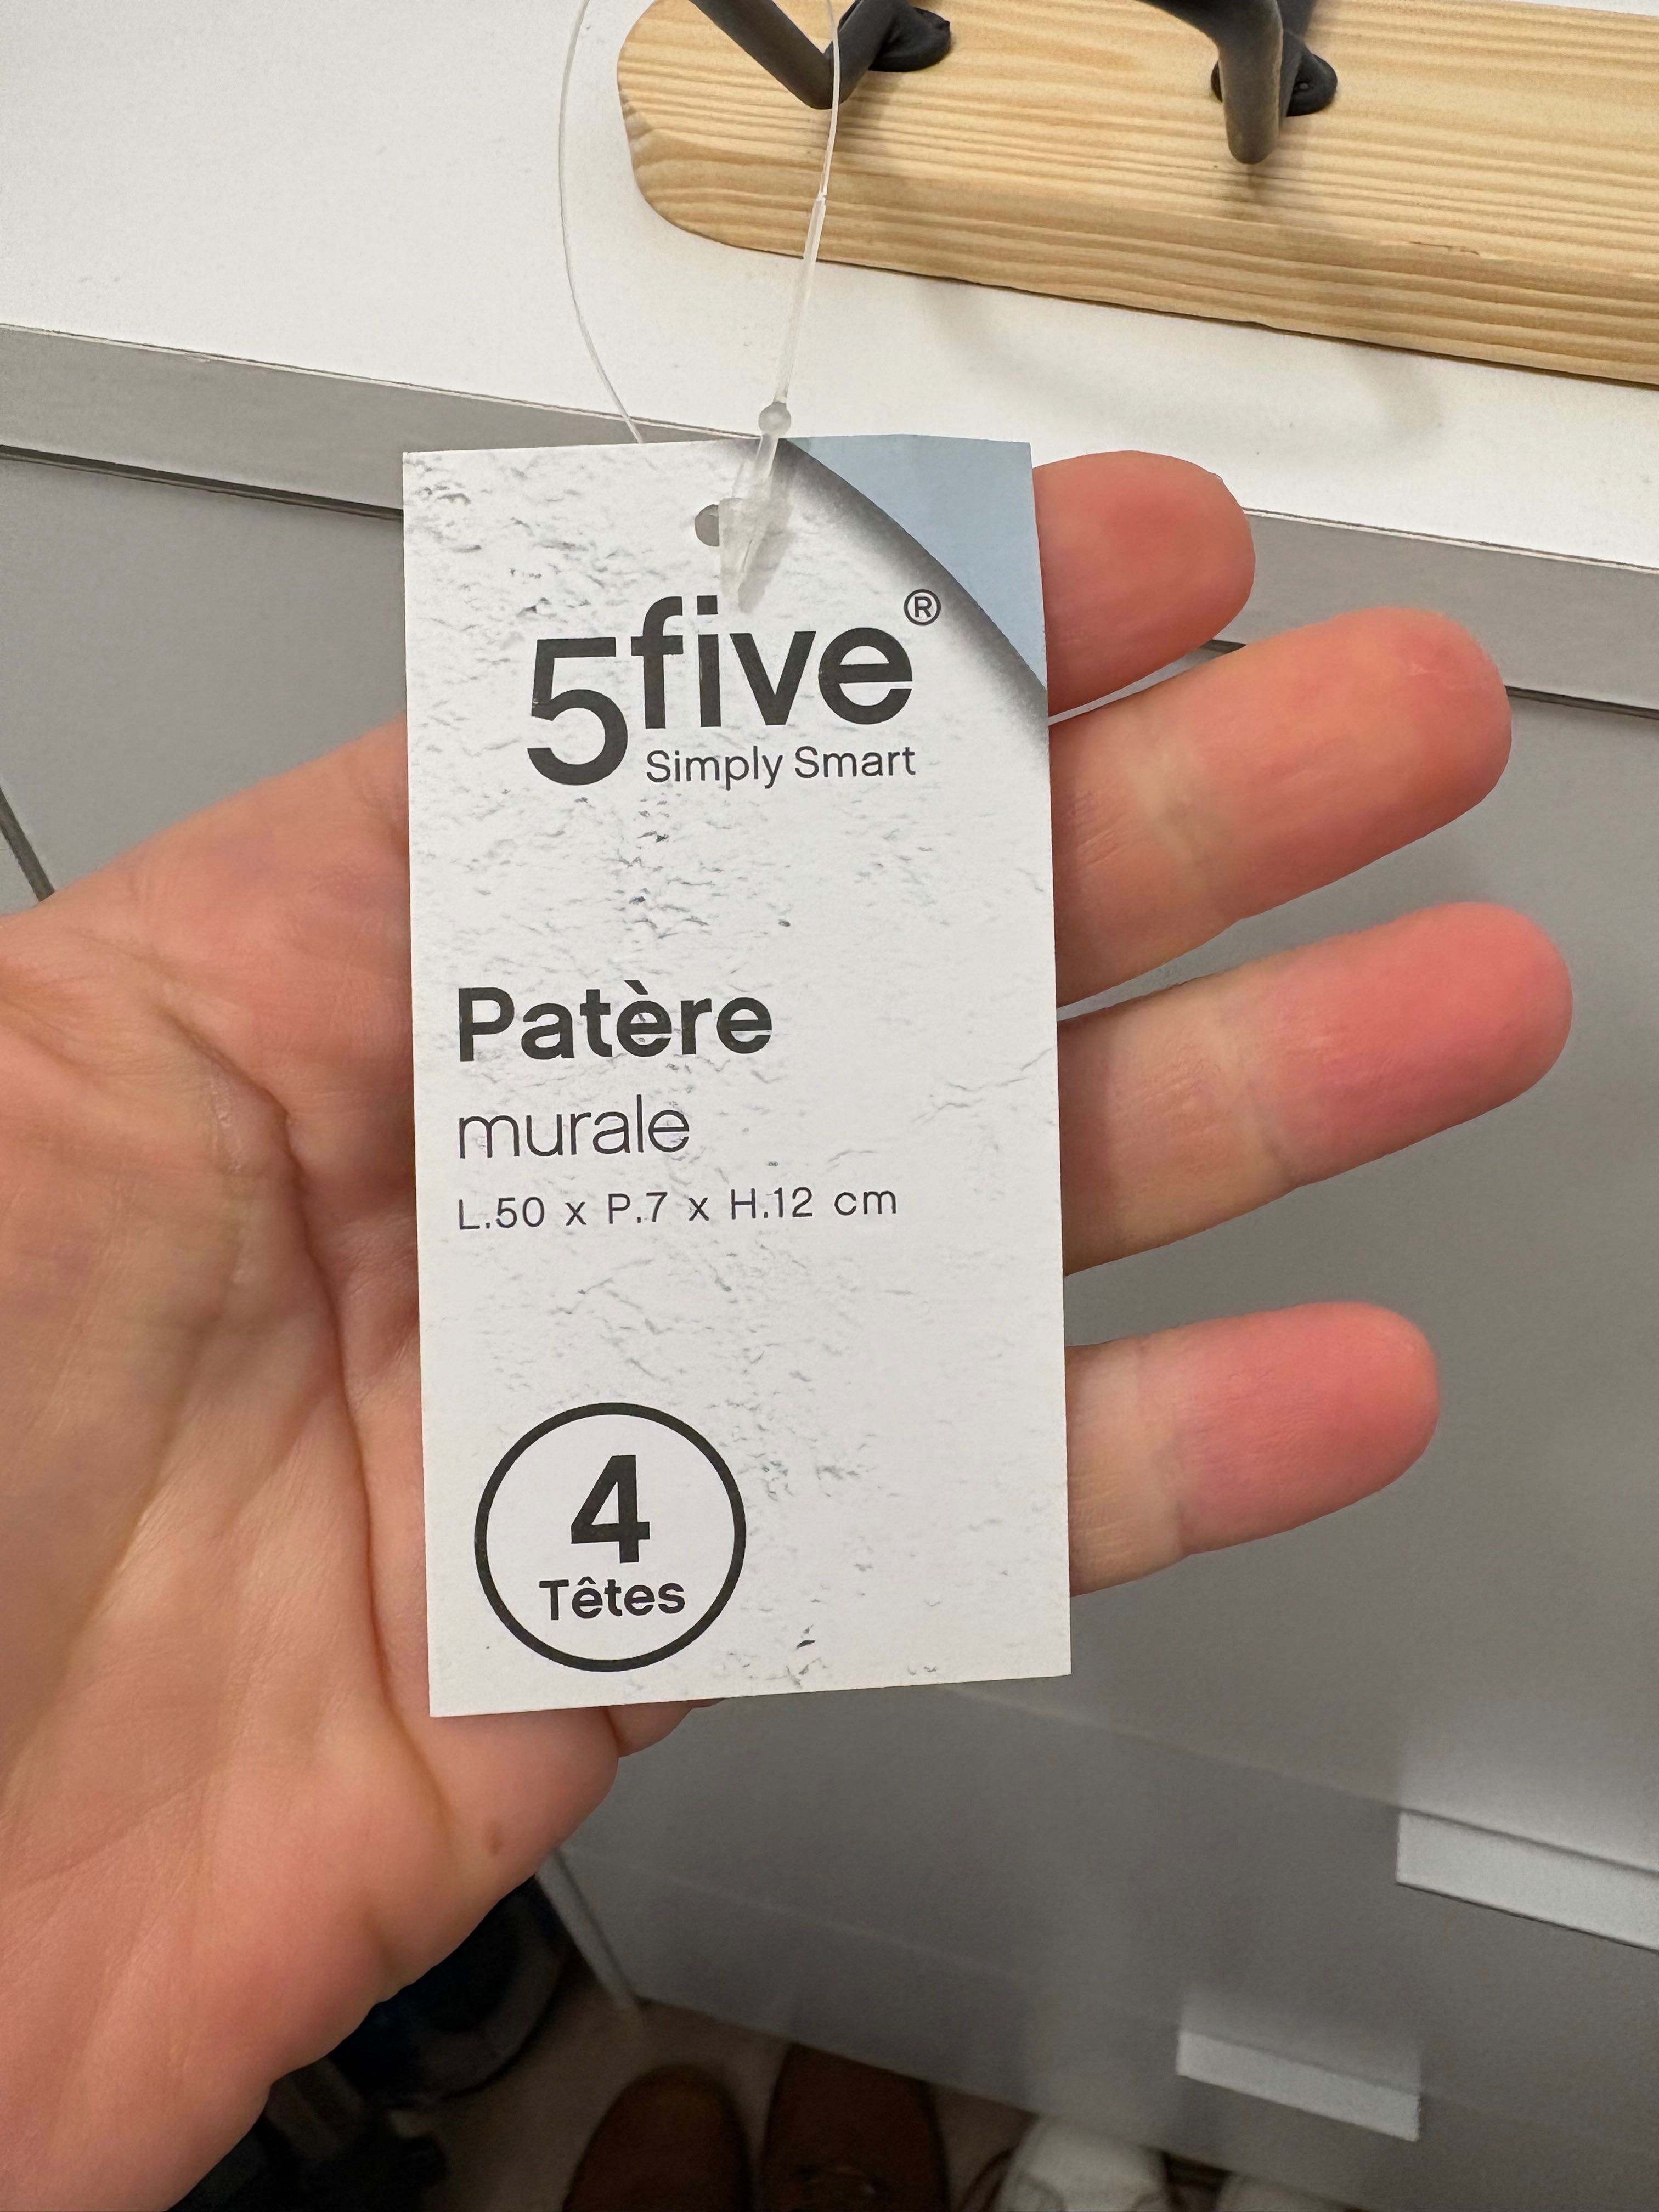 5five®
Simply Smart
Patère
murale
L.50 x P.7 x H.12 cm
4
Têtes